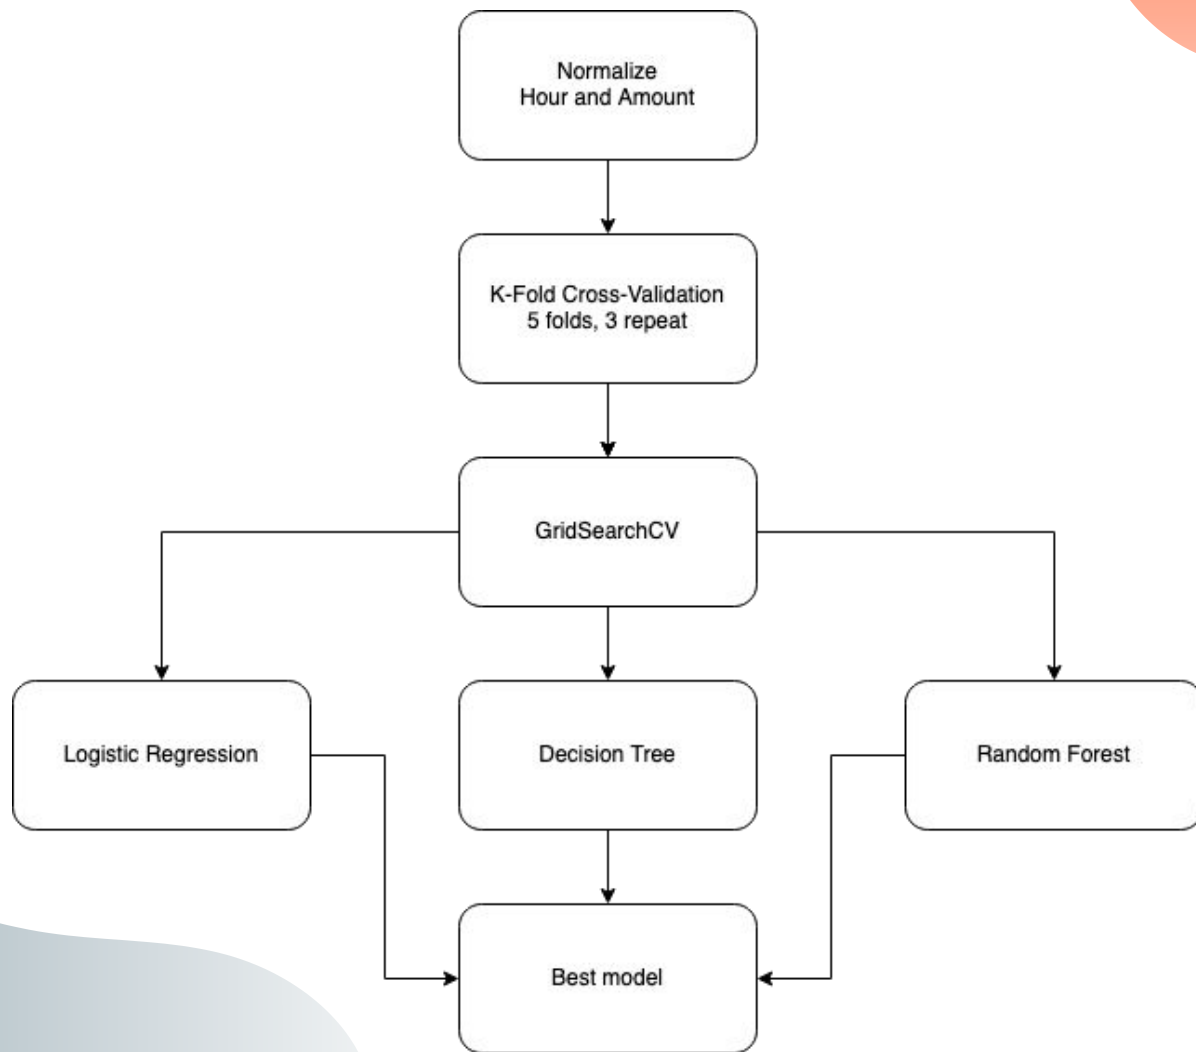 Normalize
Hour and Amount
K-Fold Cross-Validation
5 folds, 3 repeat
GridSearchCV
Logistic Regression
Decision Tree
Random Forest
Best model